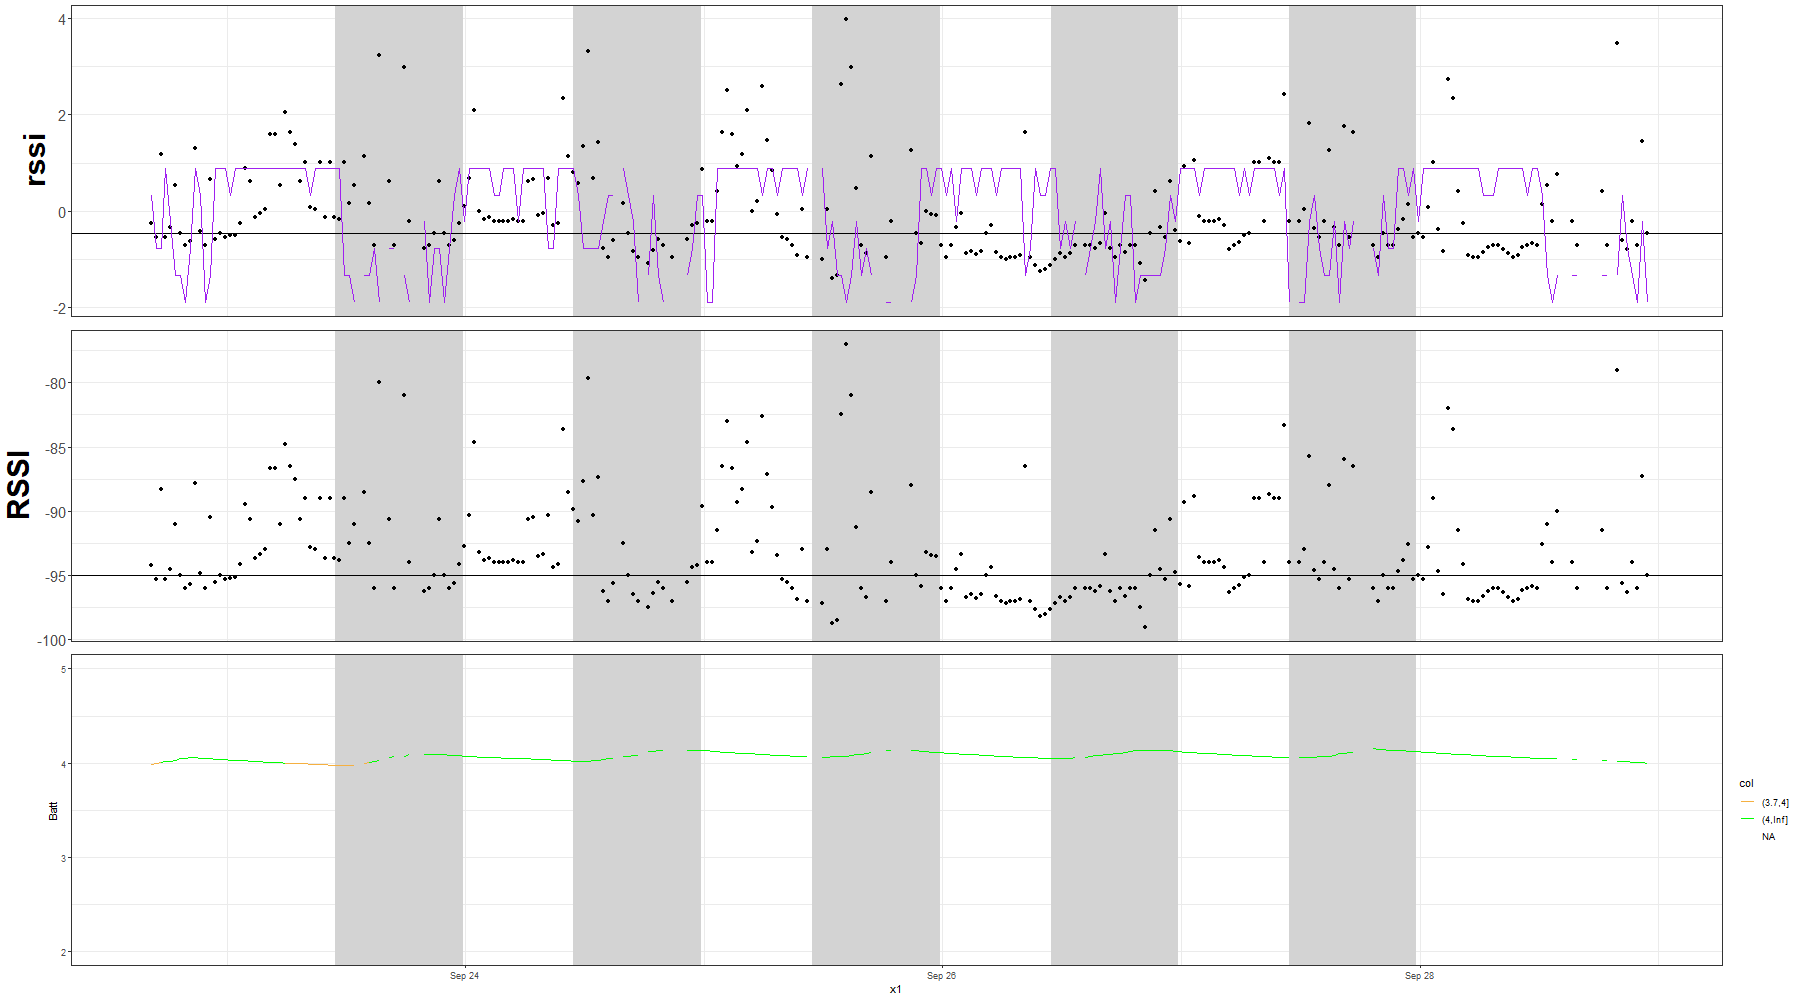 rssi
4
2
0
-2
RSSI
-80
-85
-90
-95
-100
Batt
5
4
3
2
Sep 24
Sep 26
Sep 28
x1
col
(3.7,4]
(4,Inf]
NA